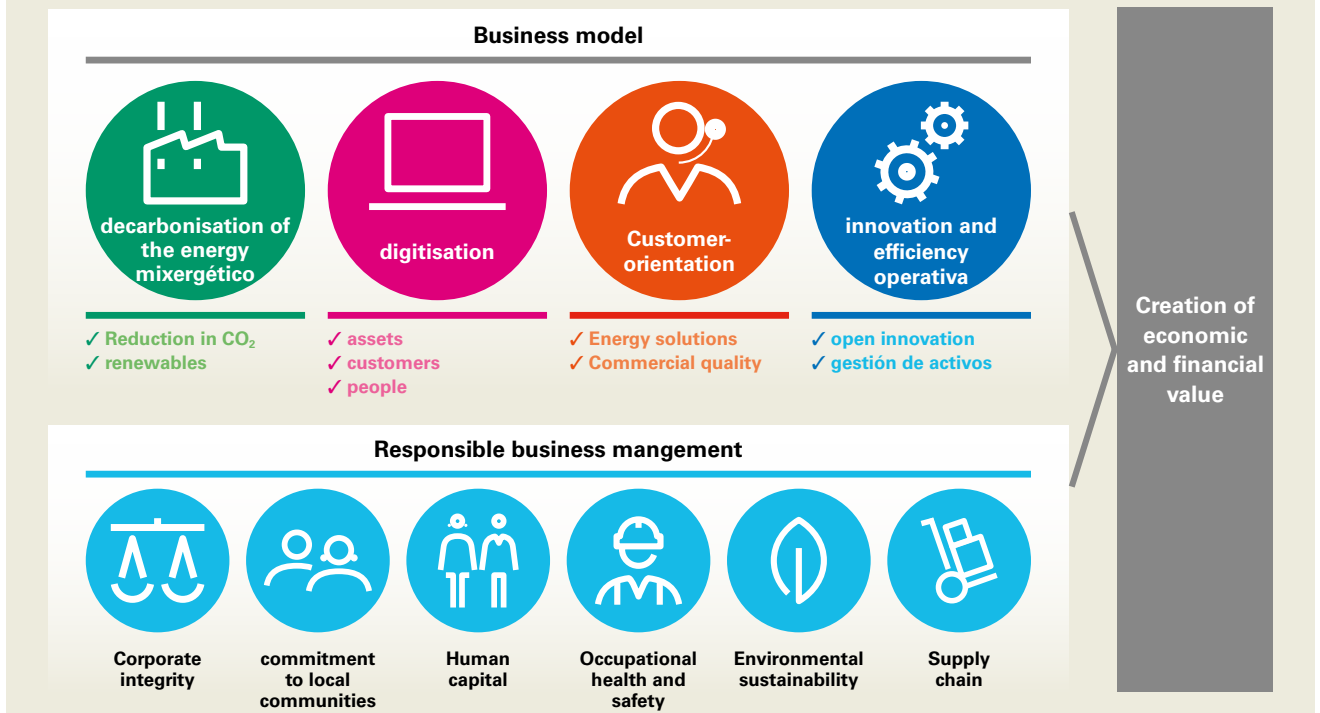 Business model
decarbonisation of
the energy
mixergético
digitisation
Customer-
orientation
innovation and
efficiency
operativa
✓ Reduction in CO₂
✓ renewables
✓ assets
✓ customers
✓ people
✓ Energy solutions
✓ Commercial quality
✓ open innovation
✓ gestión de activos
Responsible business mangement
Corporate
integrity
commitment
to local
communities
Human
capital
Occupational
health and
safety
Environmental
sustainability
Supply
chain
Creation of
economic
and financial
value